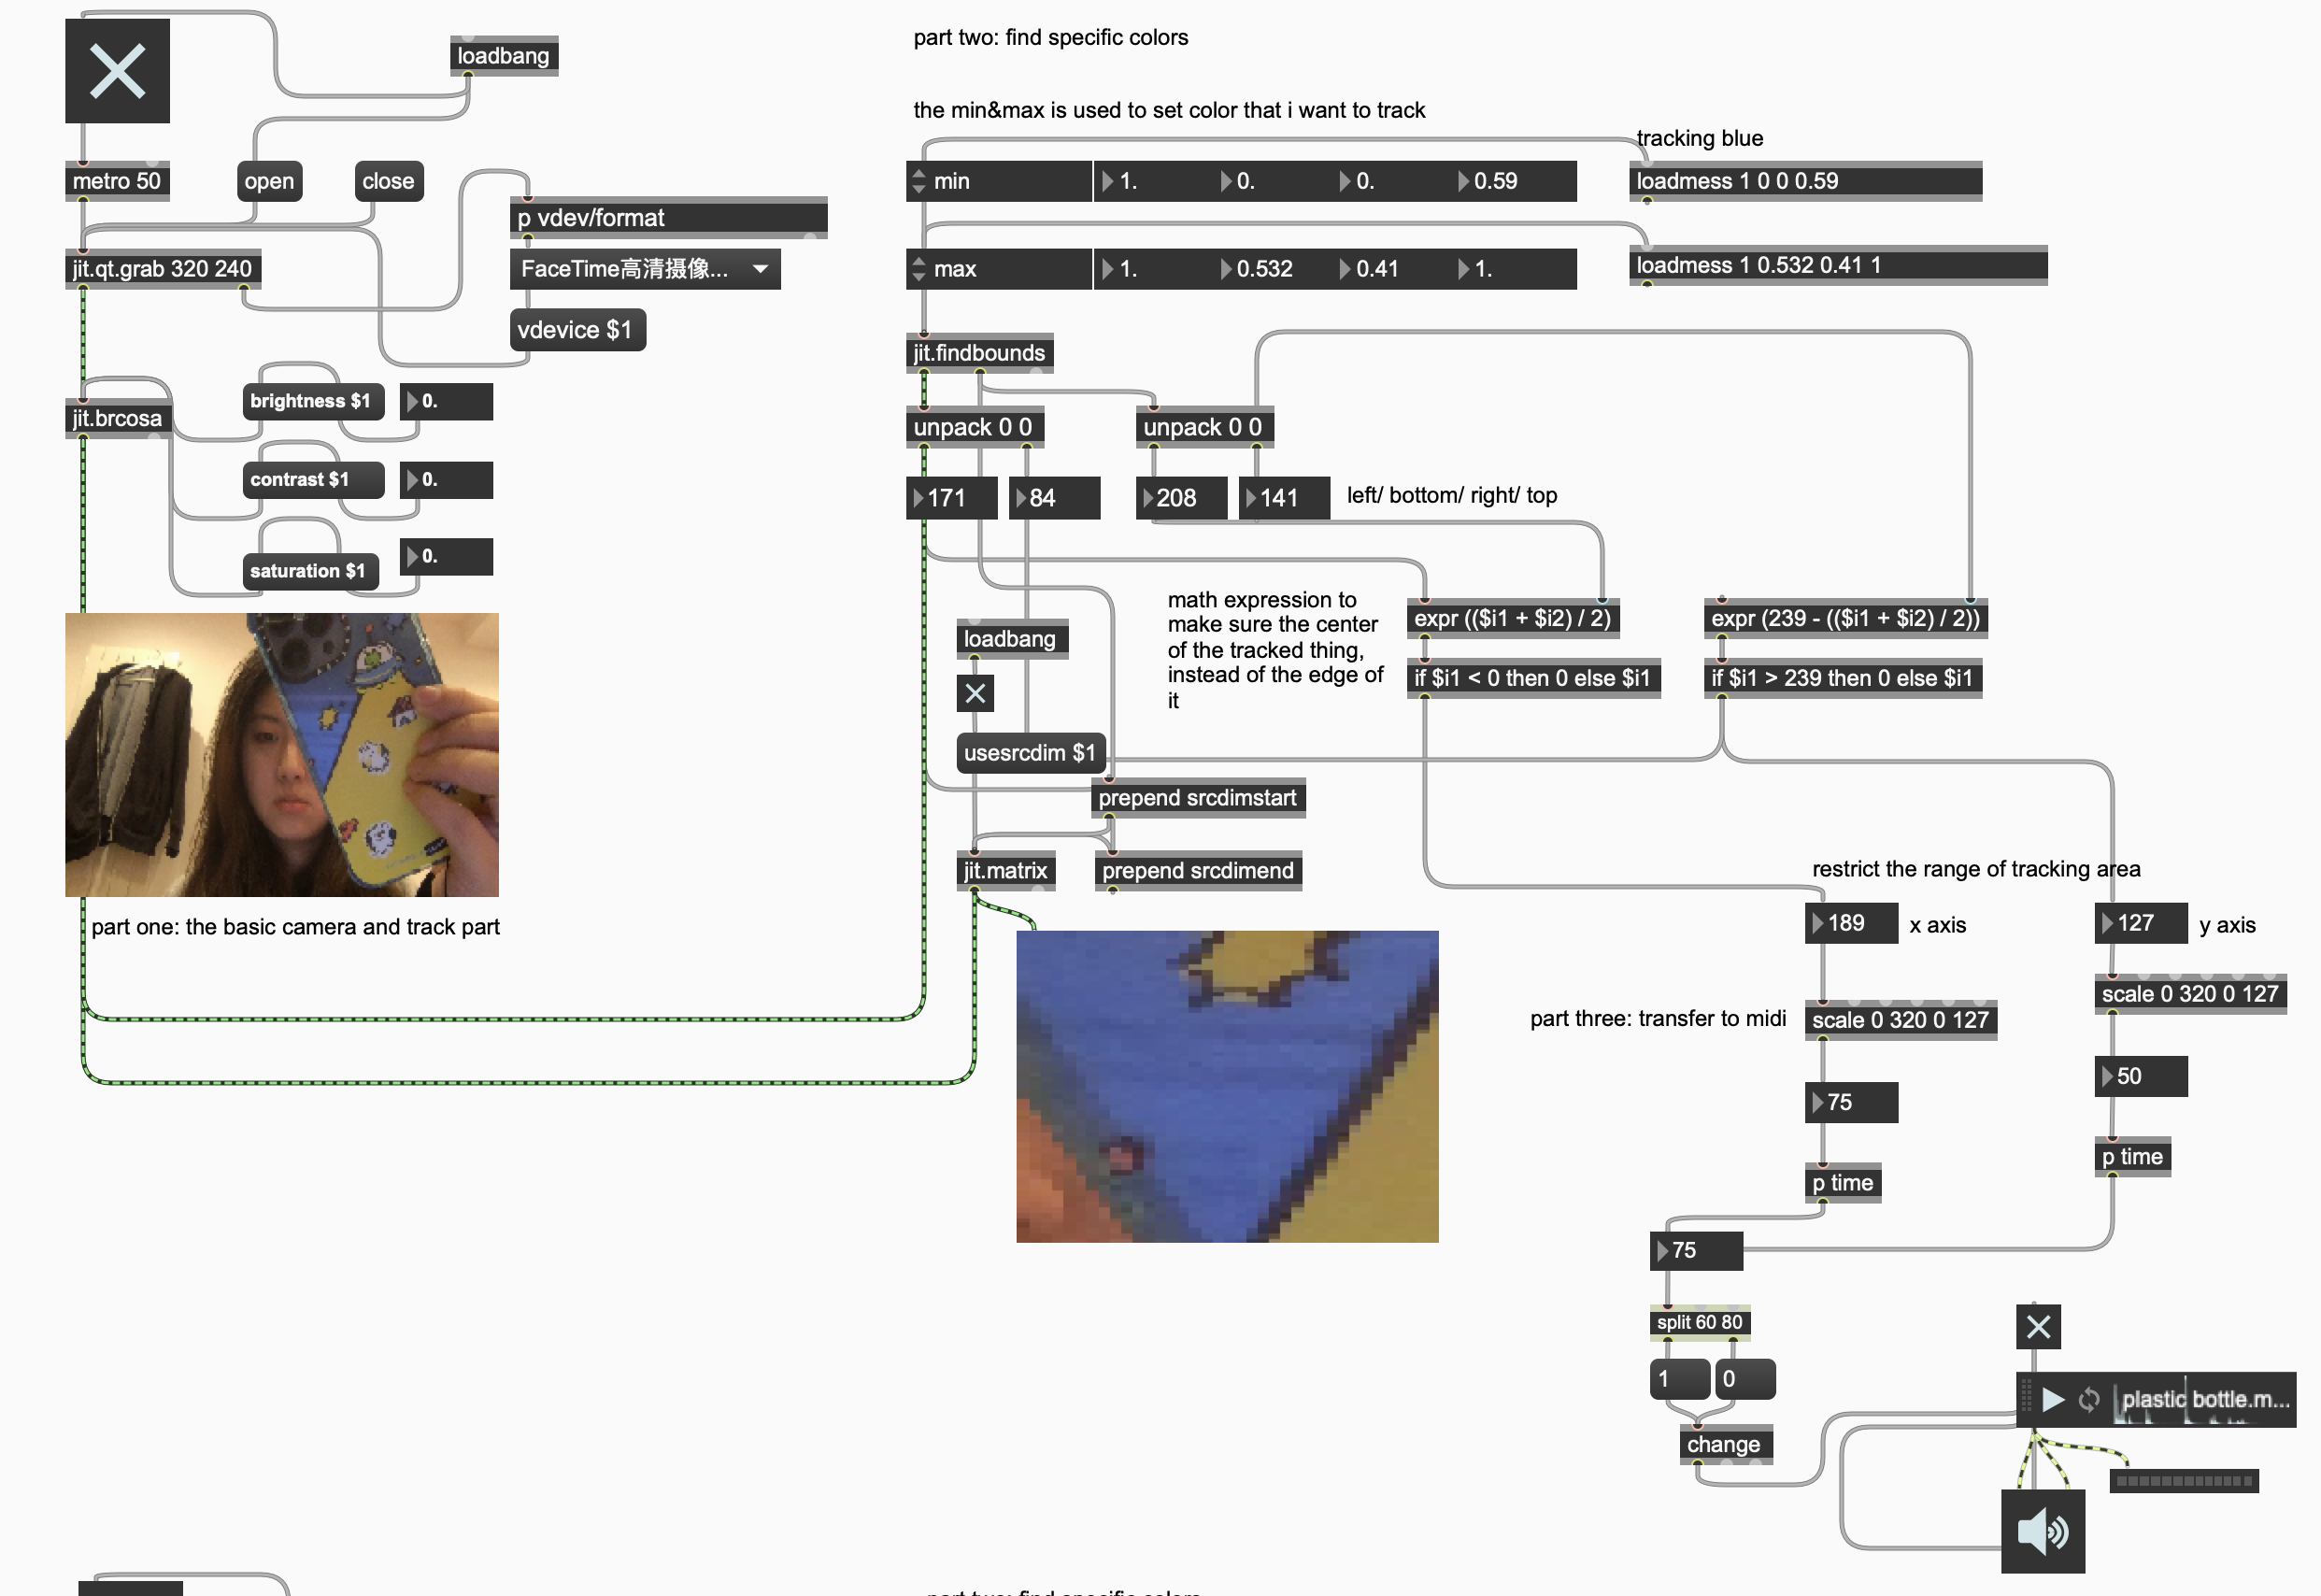 loadbang
metro 50
open
close
p vdev/format
jit.qt.grab 320 240
FaceTime高清摄像...
vdevice $1
jit.brcosa
brightness $1
0.
contrast $1
0.
saturation $1
0.
part one: the basic camera and track part
part two: find specific colors
the min&max is used to set color that i want to track
tracking blue
min
1.
0.
0.
0.59
loadmess 1 0 0 0.59
max
1.
0.532
0.41
1.
loadmess 1 0.532 0.41 1
jit.findbounds
unpack 0 0
unpack 0 0
171
84
208
141
left/ bottom/ right/ top
math expression to
make sure the center
of the tracked thing,
instead of the edge of
it
expr (($i1 + $i2) / 2)
expr (239 - (($i1 + $i2) / 2))
if $i1 < 0 then 0 else $i1
if $i1 > 239 then 0 else $i1
loadbang
usesrcdim $1
prepend srcdimstart
jit.matrix
prepend srcdimend
restrict the range of tracking area
189
x axis
127
y axis
part three: transfer to midi
scale 0 320 0 127
scale 0 320 0 127
75
50
p time
p time
75
split 60 80
1
0
change
plastic bottle.m...
part two: find specific colors